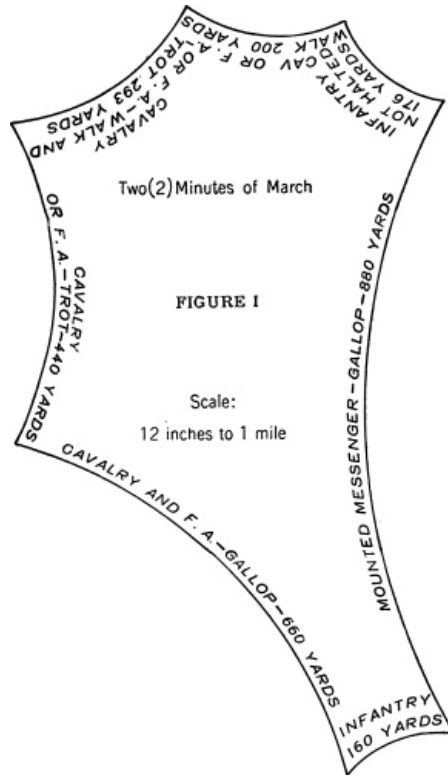 WALK 200 YARDS
CAV OR F. A.
INFANTRY
NOT HALTED
176 YARDS
CAVALRY
OR F. A.—WALK AND
TROT 293 YARDS
Two(2)Minutes of March
CAVALRY
OR F. A.—TROT—440 YARDS
FIGURE I
MOUNTED MESSENGER—GALLOP—880 YARDS
Scale:
12 inches to 1 mile
CAVALRY AND F. A.—GALLOP—660 YARDS
INFANTRY
160 YARDS